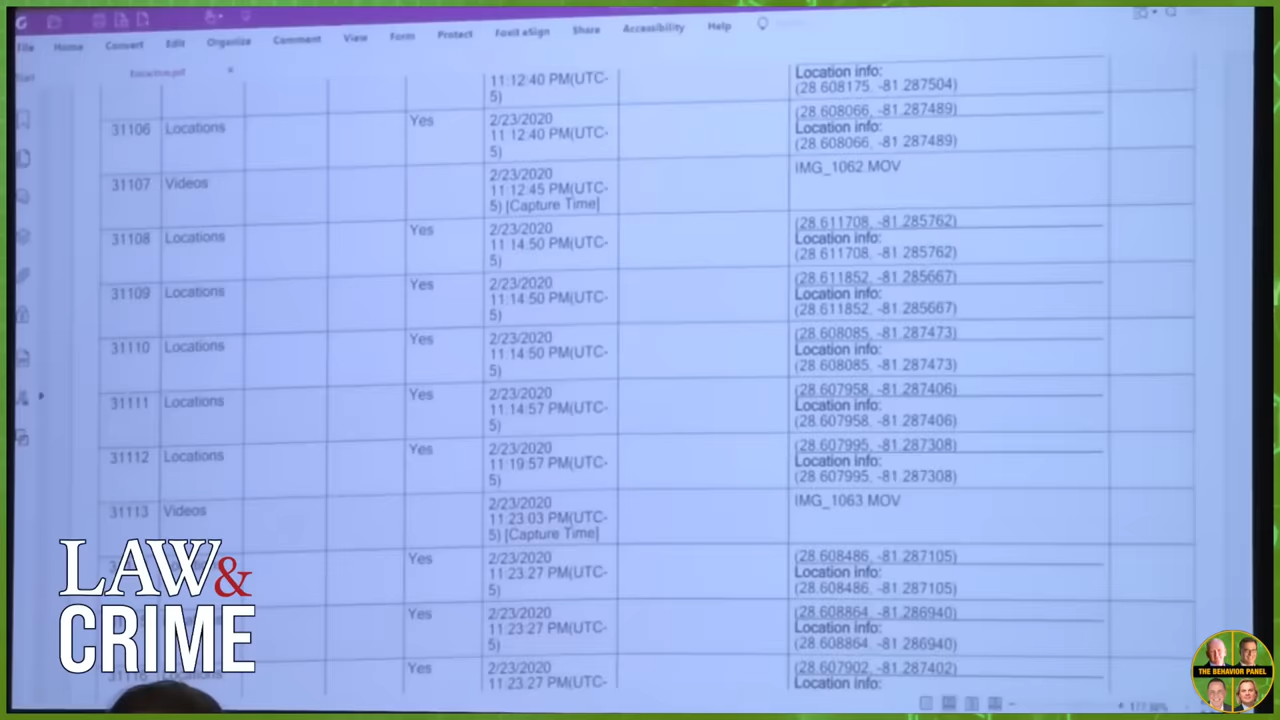 File Home Convert Edit Organize Comment View Form Protect Foxit eSign Share Accessibility Help
Start
Extraction.pdf
11:12:40 PM(UTC-
5)
Location info:
(28.608175, -81.287504)
31106 Locations Yes 2/23/2020
11:12:40 PM(UTC-
5)
(28.608066, -81.287489)
Location info:
(28.608066, -81.287489)
31107 Videos 2/23/2020
11:12:45 PM(UTC-
5) [Capture Time]
IMG_1062.MOV
31108 Locations Yes 2/23/2020
11:14:50 PM(UTC-
5)
(28.611708, -81.285762)
Location info:
(28.611708, -81.285762)
31109 Locations Yes 2/23/2020
11:14:50 PM(UTC-
5)
(28.611852, -81.285667)
Location info:
(28.611852, -81.285667)
31110 Locations Yes 2/23/2020
11:14:50 PM(UTC-
5)
(28.608085, -81.287473)
Location info:
(28.608085, -81.287473)
31111 Locations Yes 2/23/2020
11:14:57 PM(UTC-
5)
(28.607958, -81.287406)
Location info:
(28.607958, -81.287406)
31112 Locations Yes 2/23/2020
11:19:57 PM(UTC-
5)
(28.607995, -81.287308)
Location info:
(28.607995, -81.287308)
31113 Videos 2/23/2020
11:23:03 PM(UTC-
5) [Capture Time]
IMG_1063.MOV
Yes 2/23/2020
11:23:27 PM(UTC-
5)
(28.608486, -81.287105)
Location info:
(28.608486, -81.287105)
Yes 2/23/2020
11:23:27 PM(UTC-
5)
(28.608864, -81.286940)
Location info:
(28.608864, -81.286940)
Yes 2/23/2020
11:23:27 PM(UTC-
(28.607902, -81.287402)
Location info:
LAW&
CRIME
THE BEHAVIOR PANEL